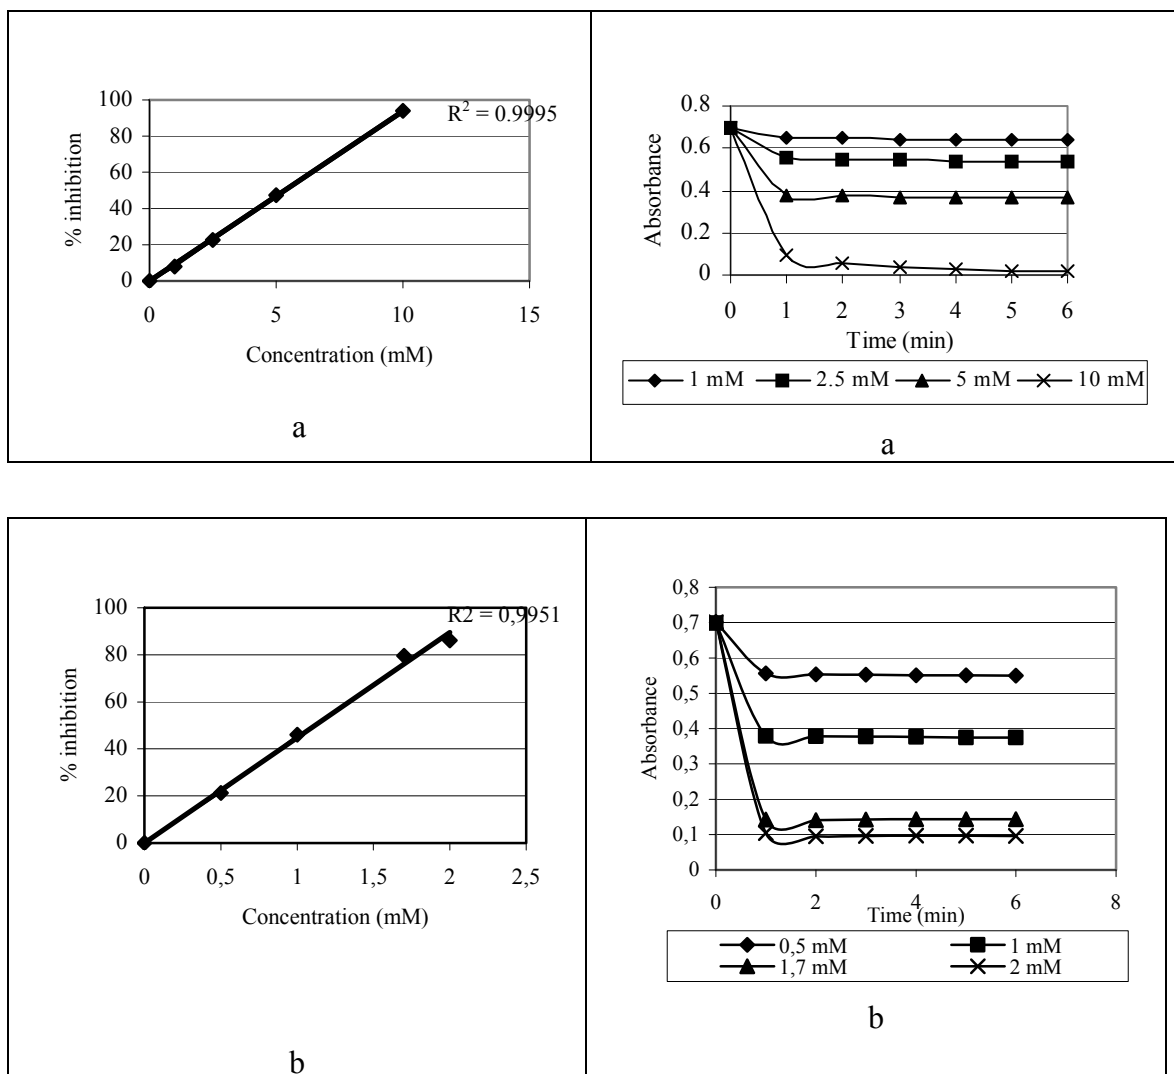 100
80
60
40
20
0
% inhibition
R² = 0.9995
0 5 10 15
Concentration (mM)
a
0.8
0.6
0.4
0.2
0
Absorbance
0 1 2 3 4 5 6
Time (min)
1 mM 2.5 mM 5 mM 10 mM
a
100
80
60
40
20
0
% inhibition
R2 = 0,9951
0 0,5 1 1,5 2 2,5
Concentration (mM)
b
0,8
0,7
0,6
0,5
0,4
0,3
0,2
0,1
0
Absorbance
0 2 4 6 8
Time (min)
0,5 mM 1 mM
1,7 mM 2 mM
b